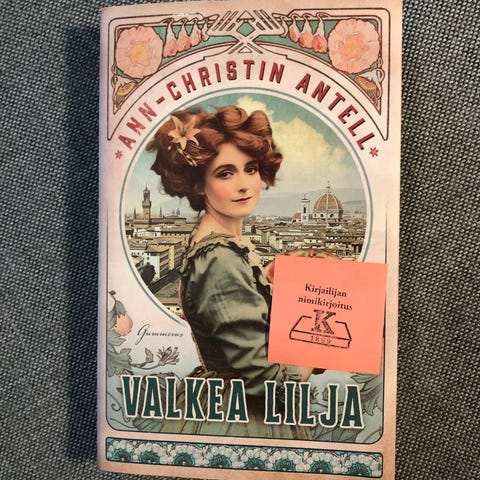 *ANN-CHRISTIN ANTELL*
Kirjailijan
nimikirjoitus
K
1899
Gummerus
VALKEA LILJA